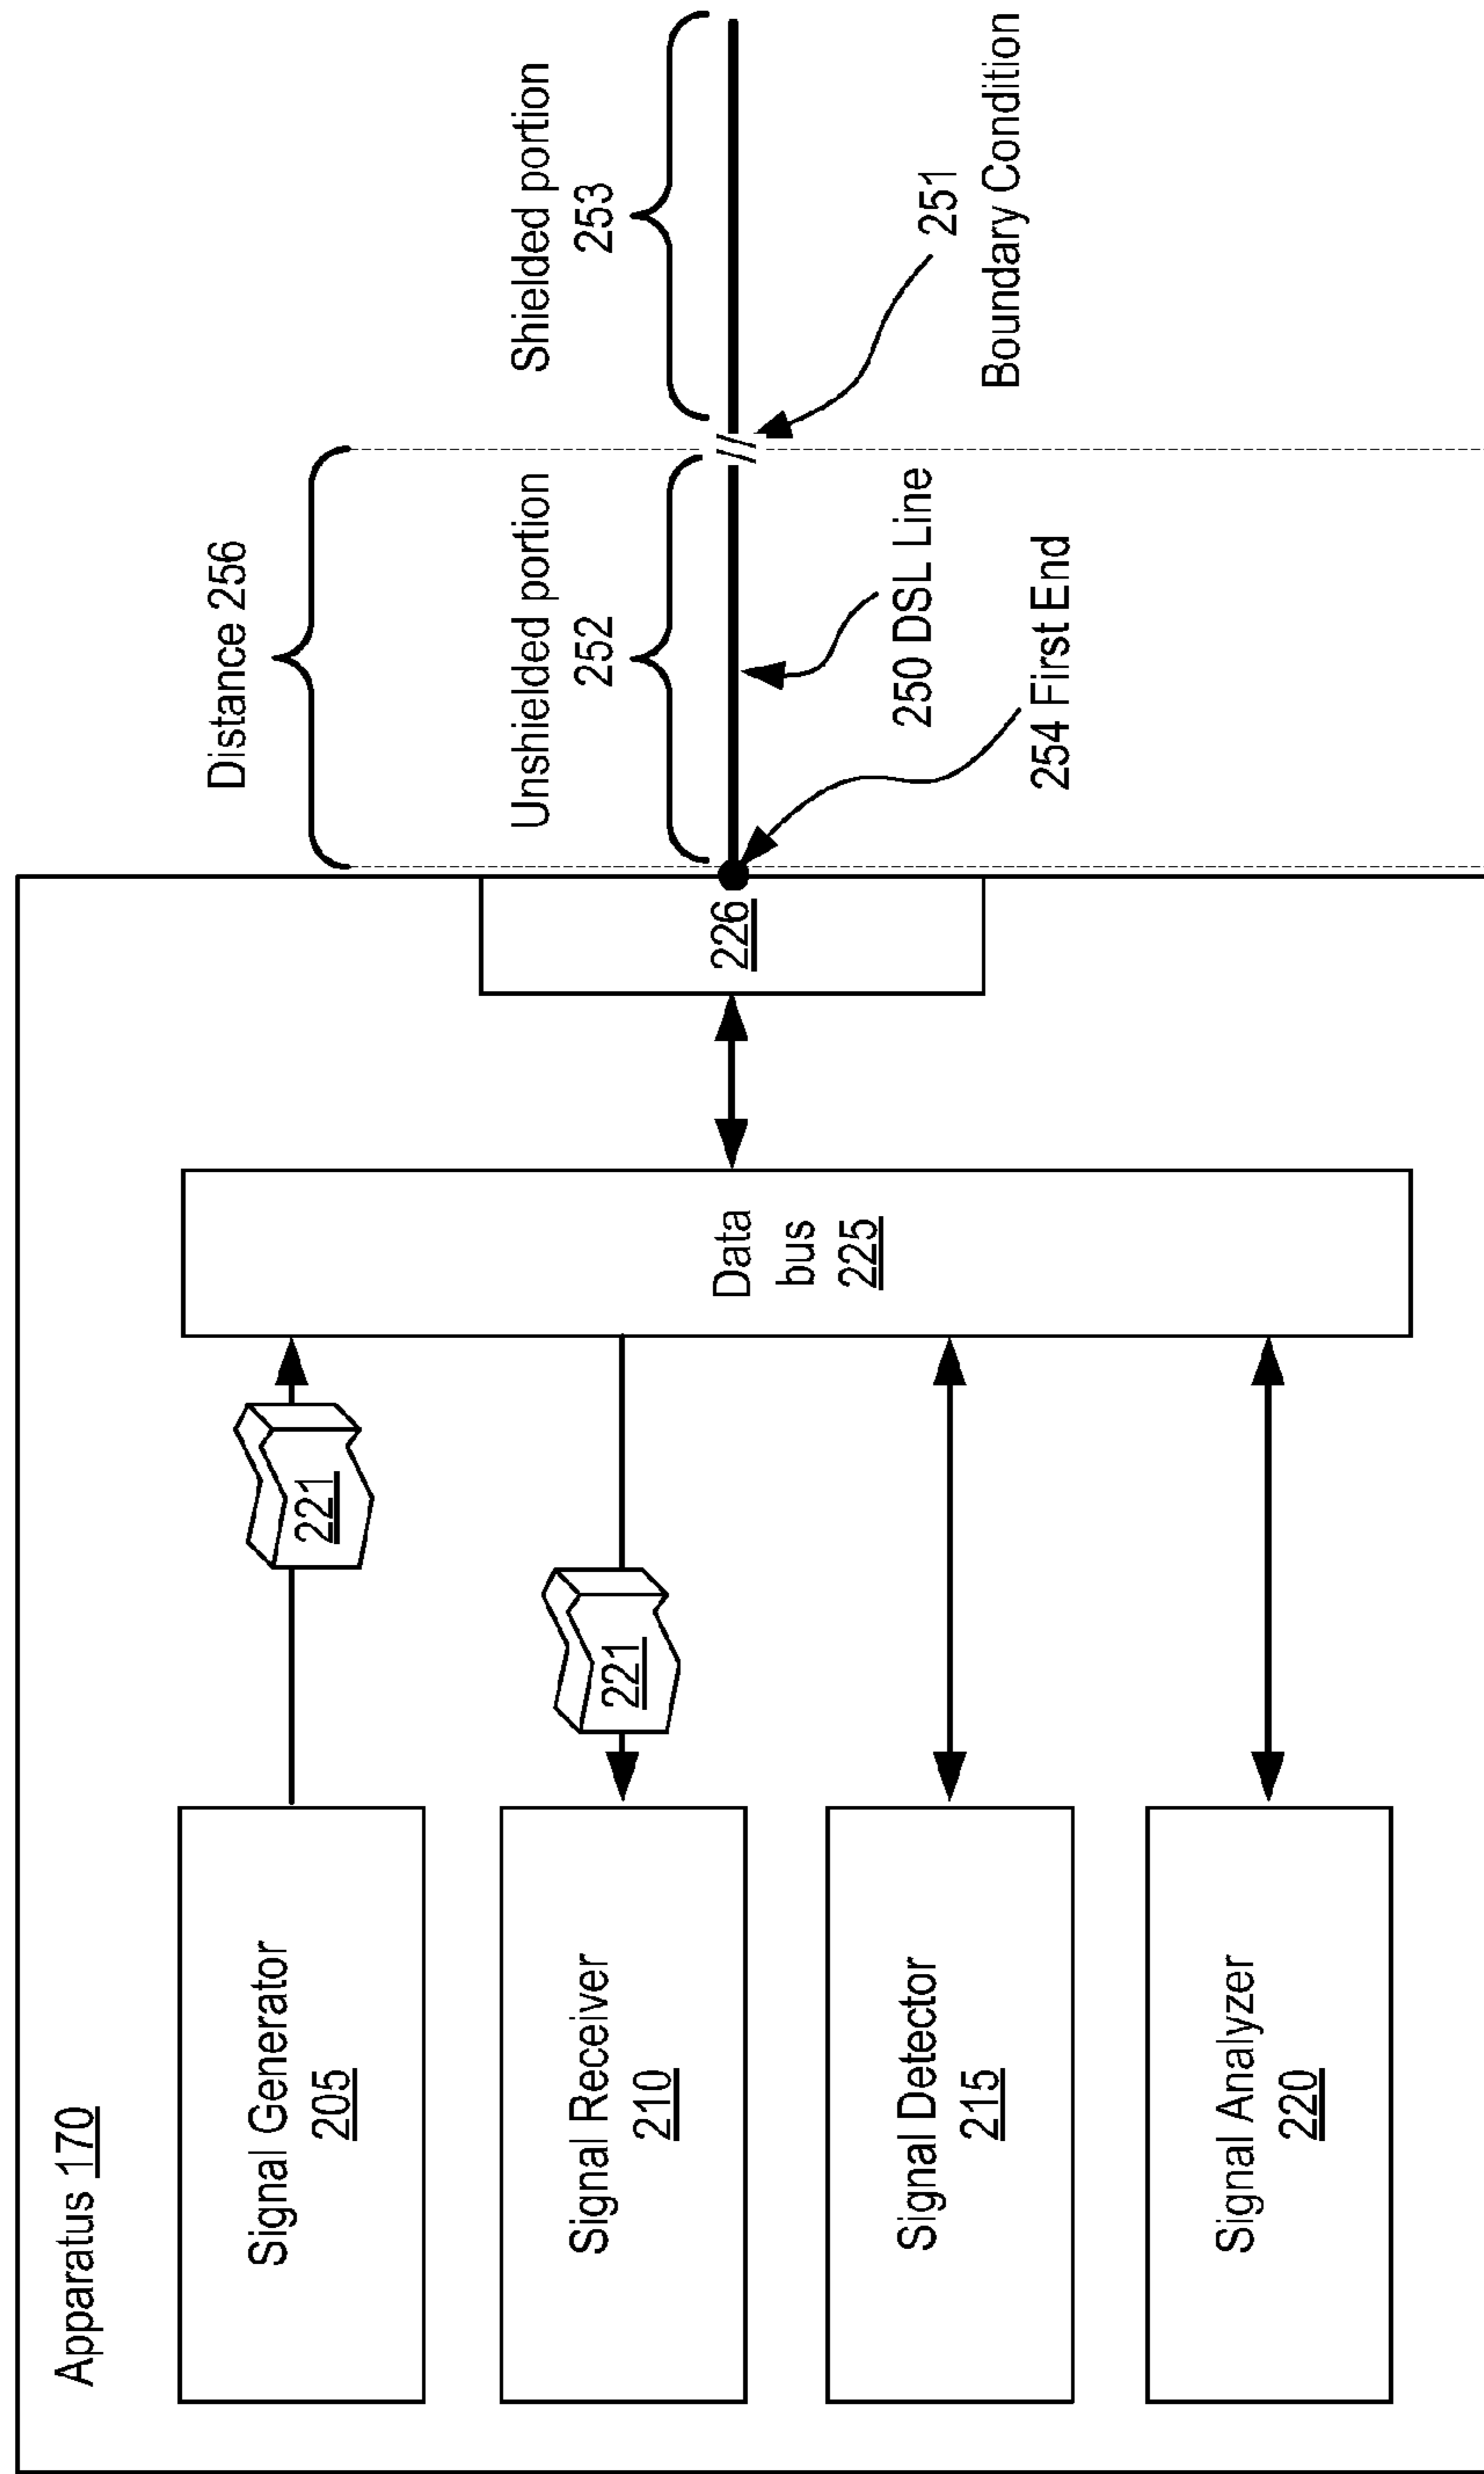 Apparatus 170
Signal Generator
205
Signal Receiver
210
Signal Detector
215
Signal Analyzer
220
221
221
Data
bus
225
226
Distance 256
Unshielded portion
252
Shielded portion
253
250 DSL Line
254 First End
251
Boundary Condition